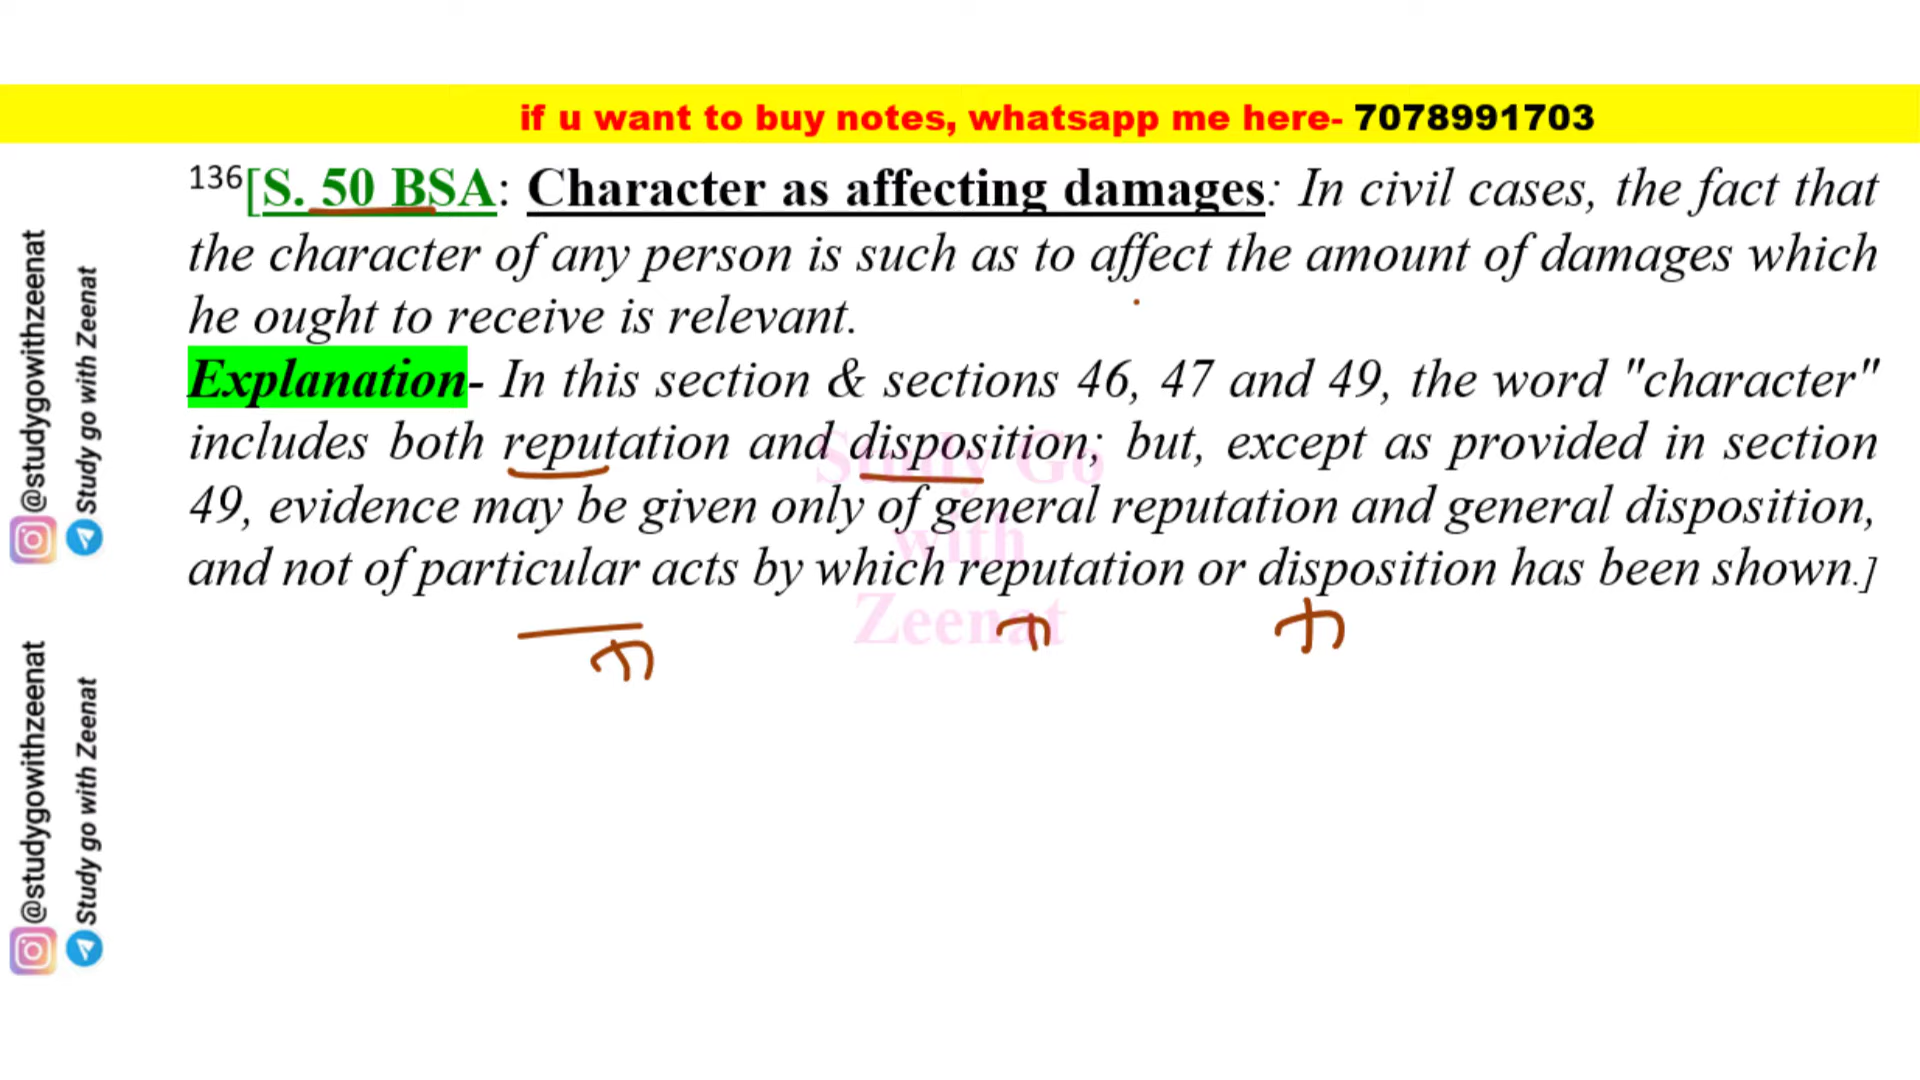 if u want to buy notes, whatsapp me here- 7078991703
136[S. 50 BSA: Character as affecting damages: In civil cases, the fact that
the character of any person is such as to affect the amount of damages which
he ought to receive is relevant.
Explanation- In this section & sections 46, 47 and 49, the word "character"
includes both reputation and disposition; but, except as provided in section
49, evidence may be given only of general reputation and general disposition,
and not of particular acts by which reputation or disposition has been shown.]
Study Go
with
Zeenat
@studygowithzeenat
Study go with Zeenat
@studygowithzeenat
Study go with Zeenat